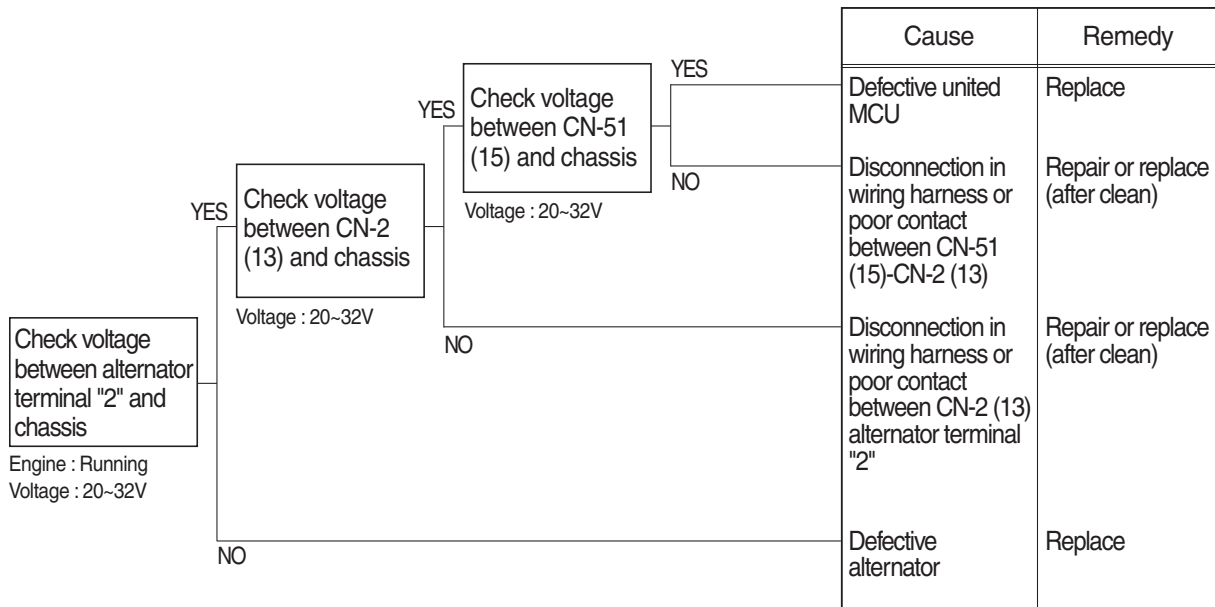 Cause
Remedy
YES
Check voltage
between CN-51
(15) and chassis
Voltage : 20~32V
Defective united
MCU
Replace
NO
Disconnection in
wiring harness or
poor contact
between CN-51
(15)-CN-2 (13)
Repair or replace
(after clean)
YES
Check voltage
between CN-2
(13) and chassis
Voltage : 20~32V
YES
NO
Disconnection in
wiring harness or
poor contact
between CN-2 (13)
alternator terminal
"2"
Repair or replace
(after clean)
Check voltage
between alternator
terminal "2" and
chassis
Engine : Running
Voltage : 20~32V
NO
Defective
alternator
Replace